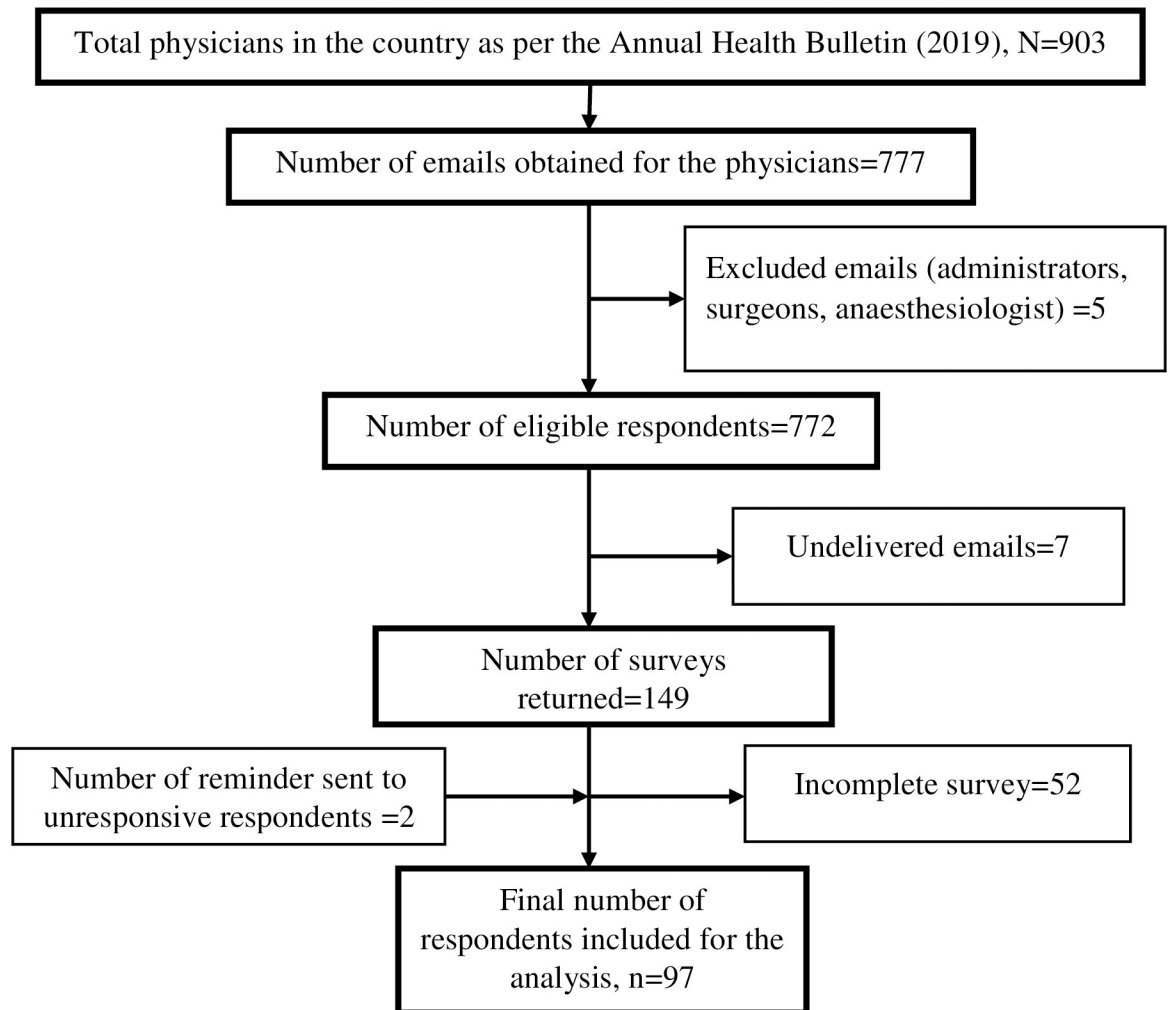 Total physicians in the country as per the Annual Health Bulletin (2019), N=903
Number of emails obtained for the physicians=777
Excluded emails (administrators,
surgeons, anaesthesiologist) =5
Number of eligible respondents=772
Undelivered emails=7
Number of surveys
returned=149
Number of reminder sent to
unresponsive respondents =2
Incomplete survey=52
Final number of
respondents included for the
analysis, n=97